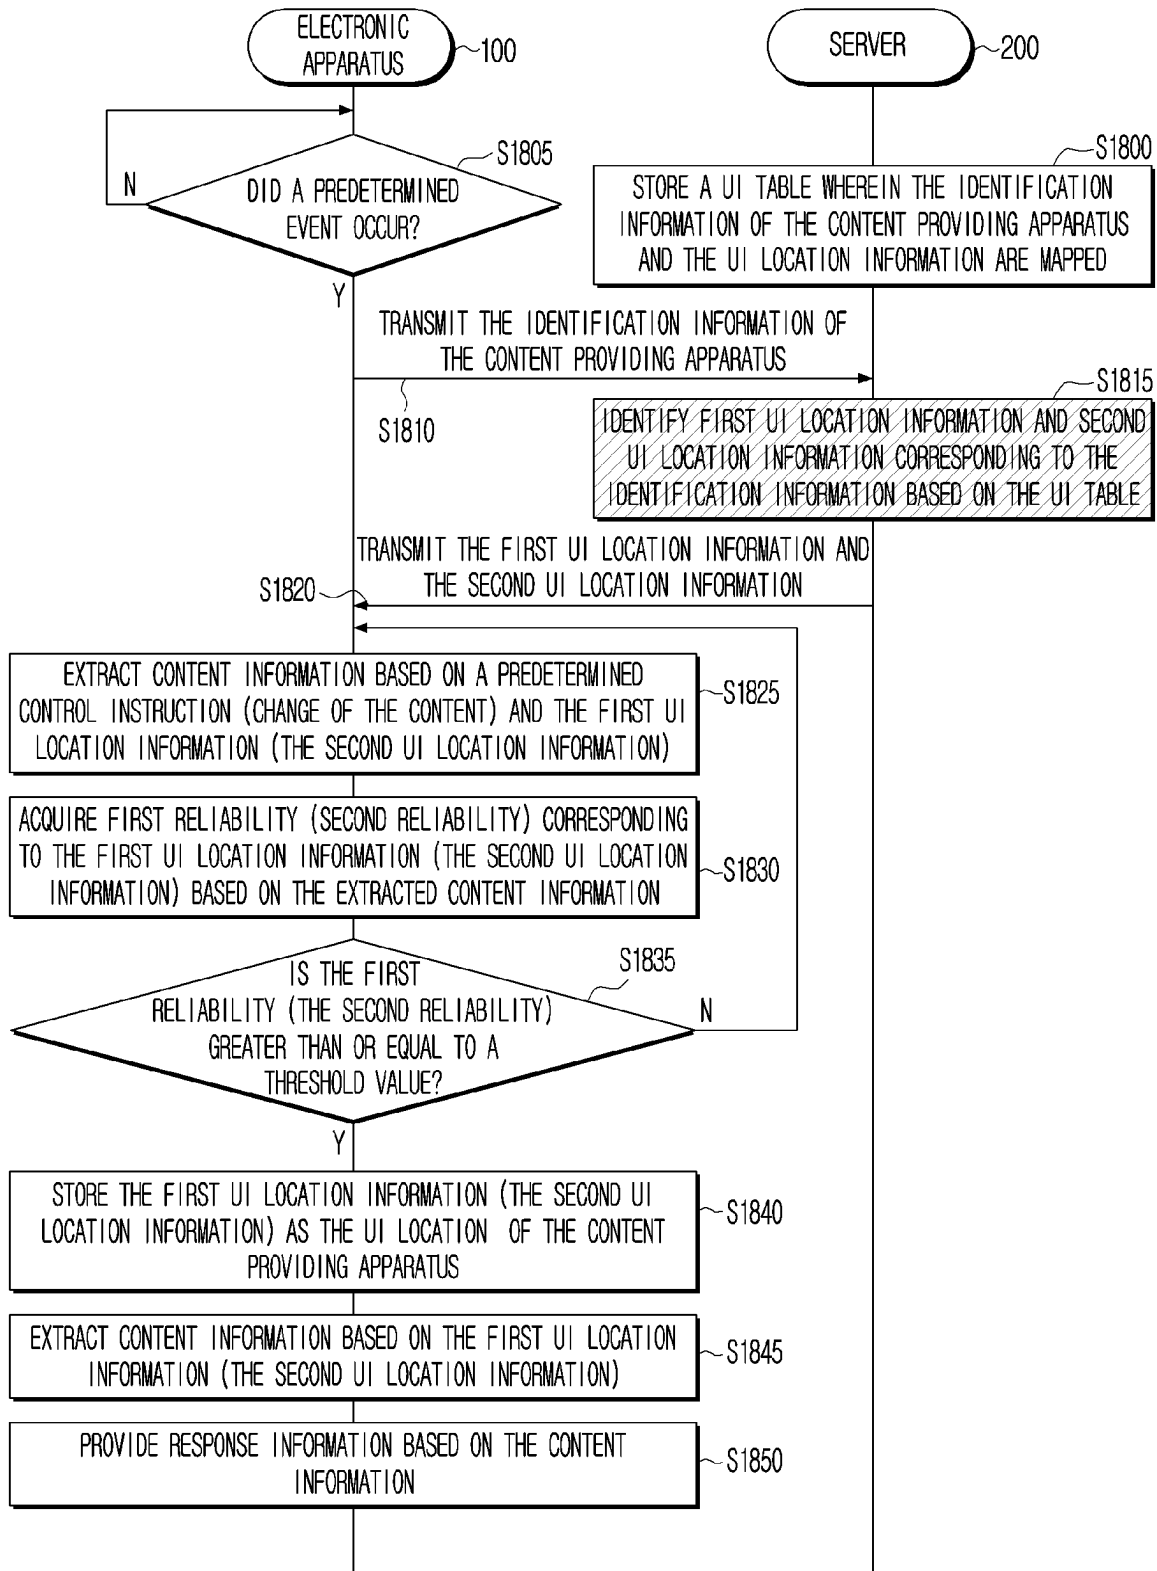 ELECTRONIC
APPARATUS
100
SERVER
200
S1805
DID A PREDETERMINED
EVENT OCCUR?
N
Y
S1800
STORE A UI TABLE WHEREIN THE IDENTIFICATION
INFORMATION OF THE CONTENT PROVIDING APPARATUS
AND THE UI LOCATION INFORMATION ARE MAPPED
TRANSMIT THE IDENTIFICATION INFORMATION OF
THE CONTENT PROVIDING APPARATUS
S1810
S1815
IDENTIFY FIRST UI LOCATION INFORMATION AND SECOND
UI LOCATION INFORMATION CORRESPONDING TO THE
IDENTIFICATION INFORMATION BASED ON THE UI TABLE
TRANSMIT THE FIRST UI LOCATION INFORMATION AND
THE SECOND UI LOCATION INFORMATION
S1820
EXTRACT CONTENT INFORMATION BASED ON A PREDETERMINED
CONTROL INSTRUCTION (CHANGE OF THE CONTENT) AND THE FIRST UI
LOCATION INFORMATION (THE SECOND UI LOCATION INFORMATION)
S1825
ACQUIRE FIRST RELIABILITY (SECOND RELIABILITY) CORRESPONDING
TO THE FIRST UI LOCATION INFORMATION (THE SECOND UI LOCATION
INFORMATION) BASED ON THE EXTRACTED CONTENT INFORMATION
S1830
S1835
IS THE FIRST
RELIABILITY (THE SECOND RELIABILITY)
GREATER THAN OR EQUAL TO A
THRESHOLD VALUE?
N
Y
STORE THE FIRST UI LOCATION INFORMATION (THE SECOND UI
LOCATION INFORMATION) AS THE UI LOCATION OF THE CONTENT
PROVIDING APPARATUS
S1840
EXTRACT CONTENT INFORMATION BASED ON THE FIRST UI LOCATION
INFORMATION (THE SECOND UI LOCATION INFORMATION)
S1845
PROVIDE RESPONSE INFORMATION BASED ON THE CONTENT
INFORMATION
S1850